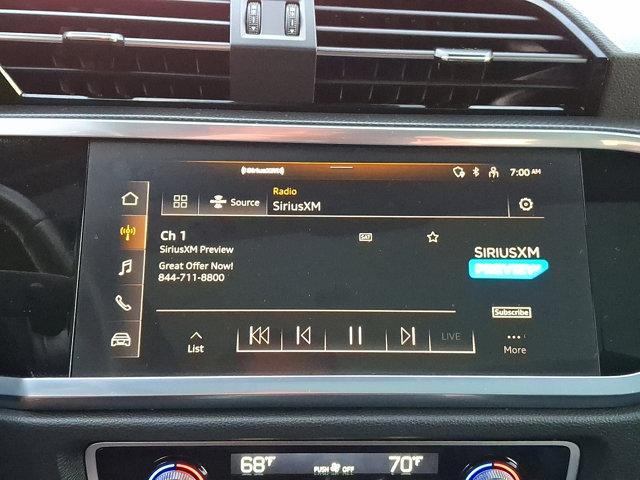 SiriusXM
7:00 AM
Source
Radio
SiriusXM
Ch 1
SAT
SiriusXM Preview
Great Offer Now!
844-711-8800
SIRIUSXM
PREVIEW
Subscribe
List
LIVE
More
68°F
PUSH OFF
70°F